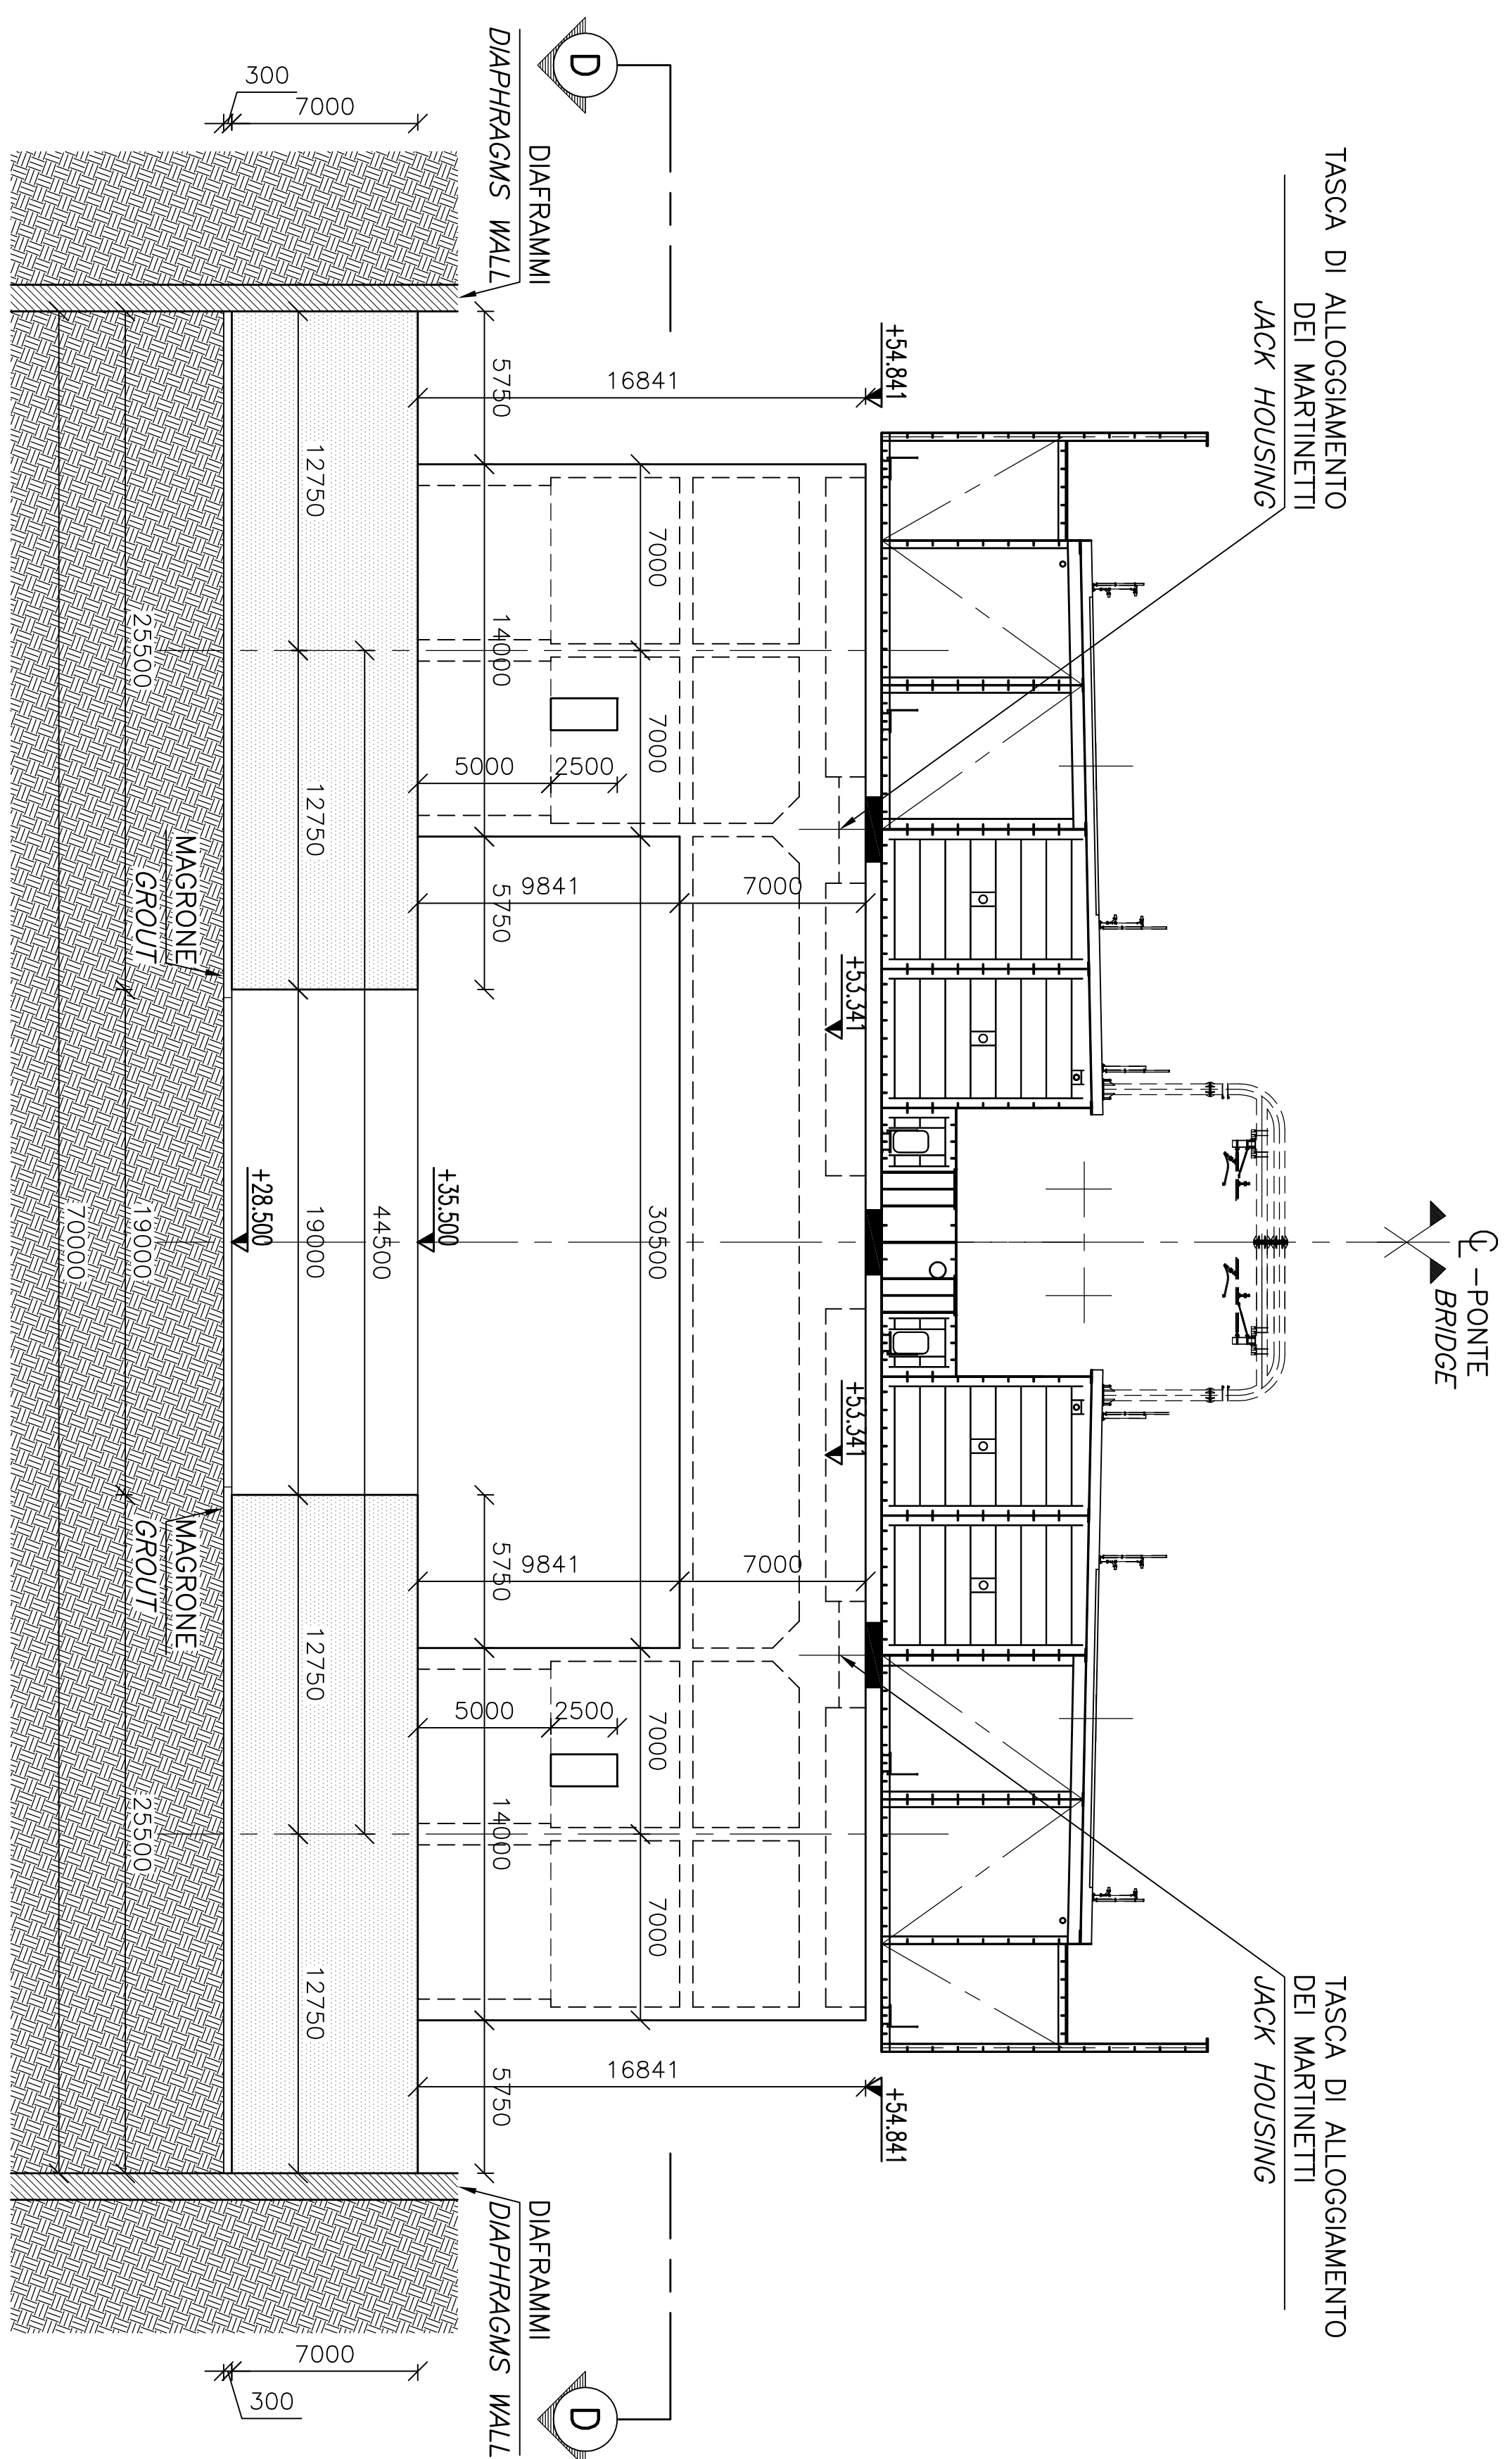 ℄ -PONTE
BRIDGE
TASCA DI ALLOGGIAMENTO
DEI MARTINETTI
JACK HOUSING
TASCA DI ALLOGGIAMENTO
DEI MARTINETTI
JACK HOUSING
+54.841
+54.841
+53.341
+53.341
16841
7000
7000
16841
9841
9841
7000
7000
30500
7000
7000
D
D
2500
2500
5000
5000
DIAFRAMMI
DIAPHRAGMS WALL
DIAFRAMMI
DIAPHRAGMS WALL
5750
14000
5750
5750
14000
5750
+35.500
44500
7000
300
7000
300
12750
12750
19000
12750
12750
+28.500
MAGRONE
GROUT
MAGRONE
GROUT
25500
19000
25500
70000